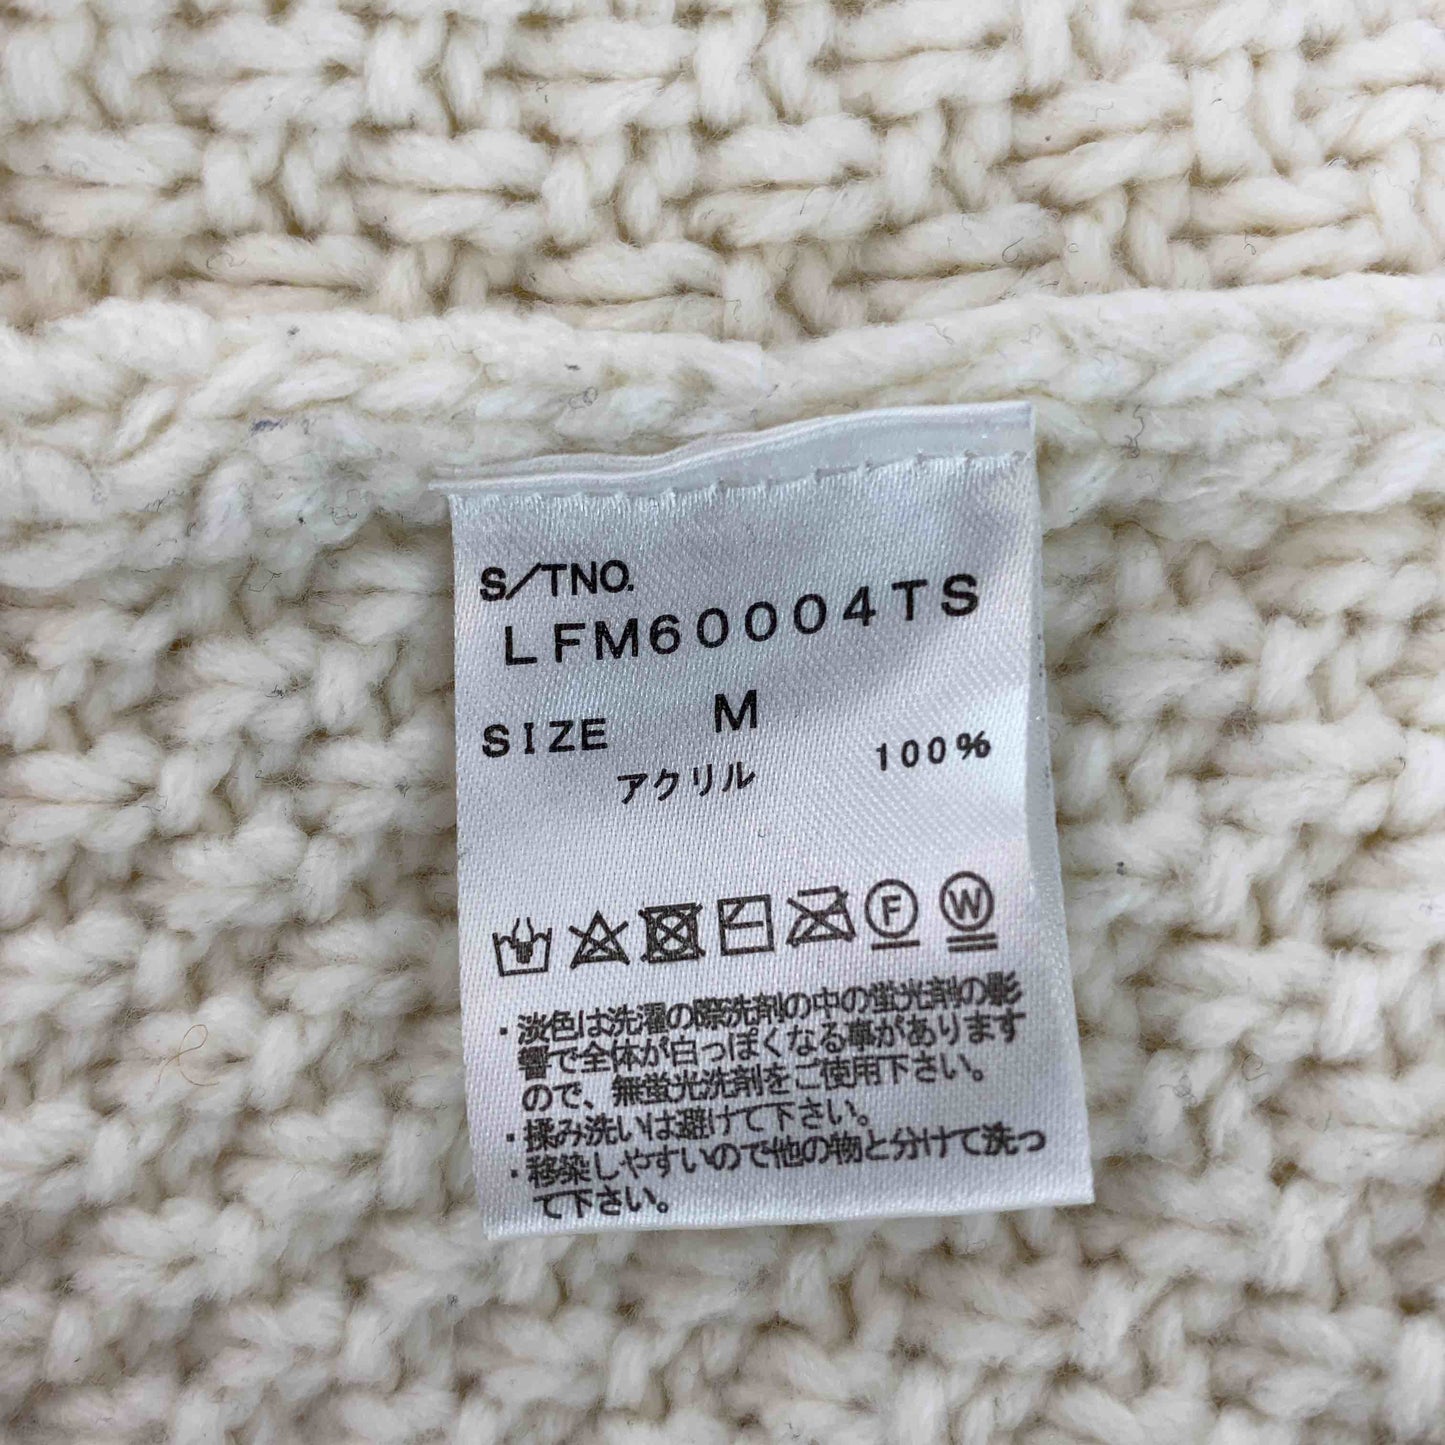 S/TNO.
LFM60004TS
SIZE M
アクリル 100%
F W
・淡色は洗濯の際洗剤の中の蛍光剤の影
響で全体が白っぽくなる事があります
ので、無蛍光洗剤をご使用下さい。
・揉み洗いは避けて下さい。
・移染しやすいので他の物と分けて洗っ
て下さい。